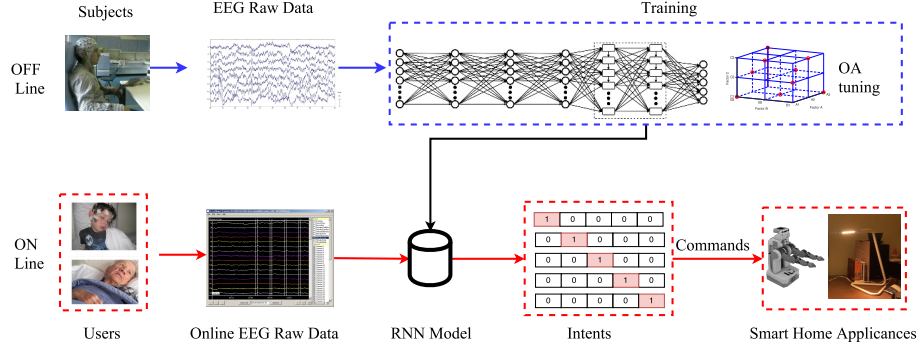 Subjects
EEG Raw Data
Training
OFF
Line
OA
tuning
Factor B
Factor A
ON
Line
1 0 0 0 0
0 1 0 0 0
0 0 1 0 0
0 0 0 1 0
0 0 0 0 1
Commands
Users
Online EEG Raw Data
RNN Model
Intents
Smart Home Applicances